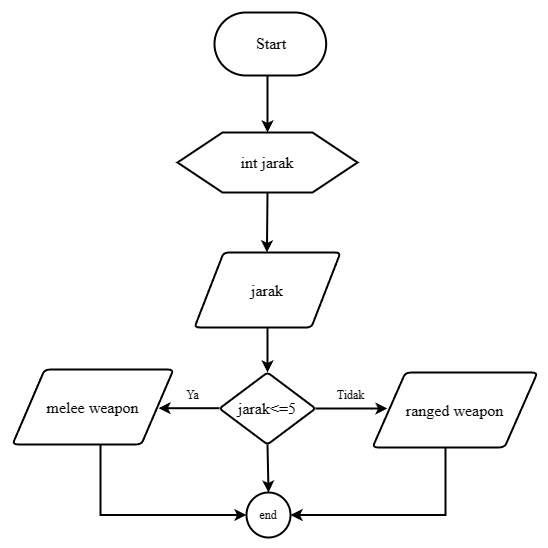 Start
int jarak
jarak
melee weapon
Ya
jarak<=5
Tidak
ranged weapon
end